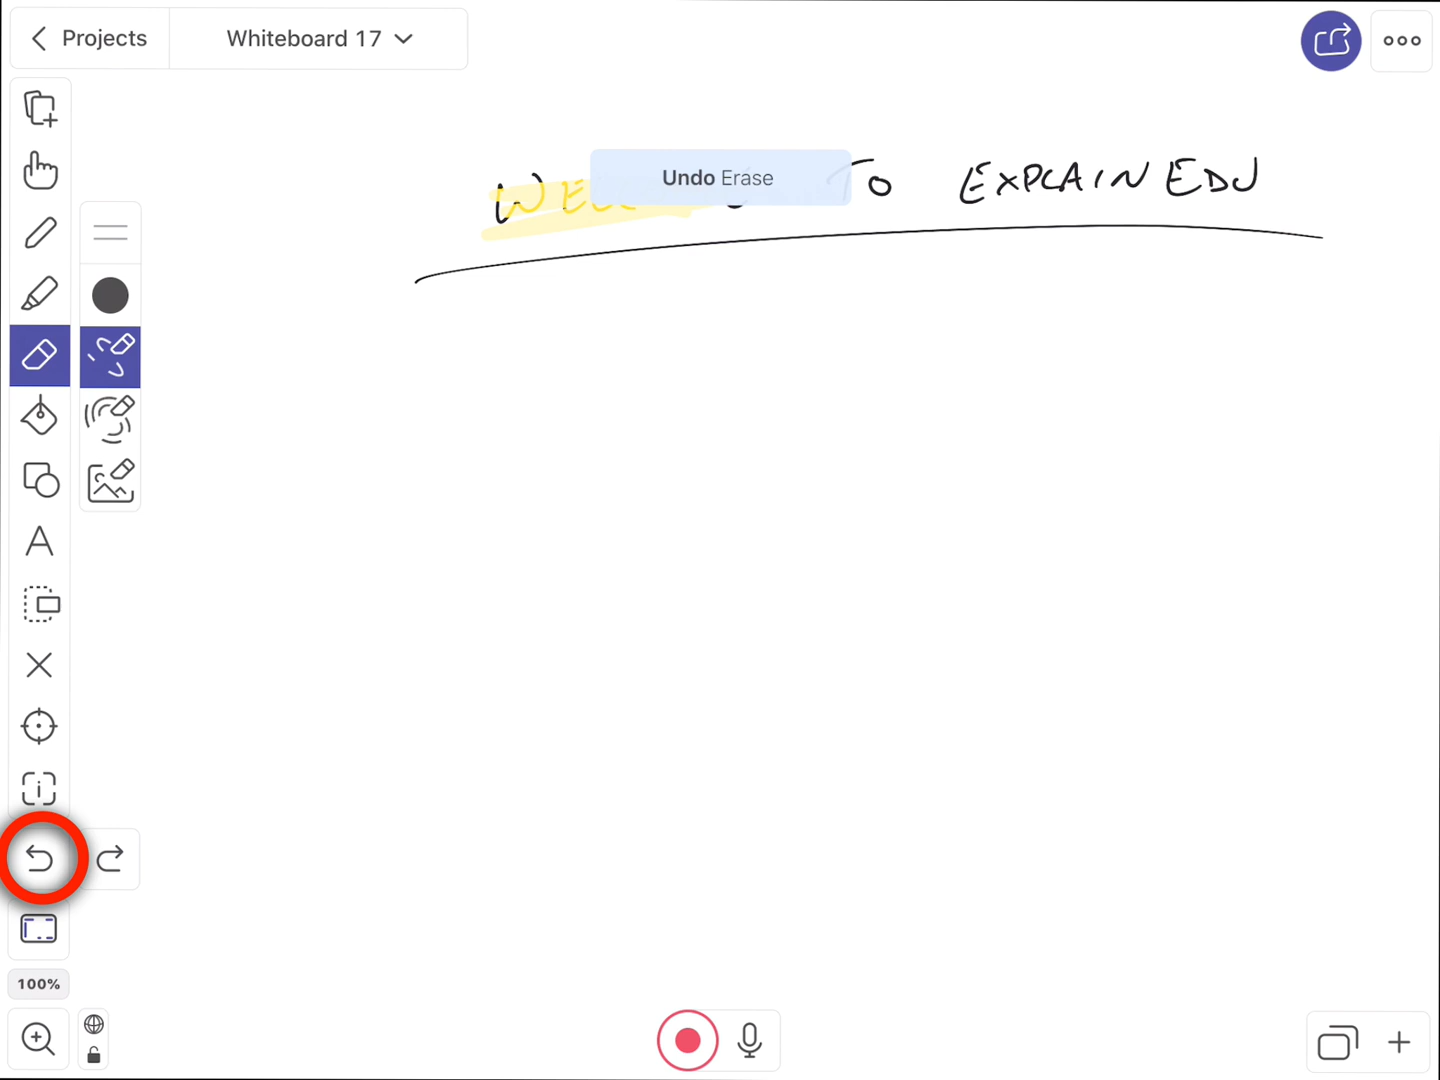 Projects
Whiteboard 17
Undo Erase
TO EXPLAIN EDU
A
i
100%